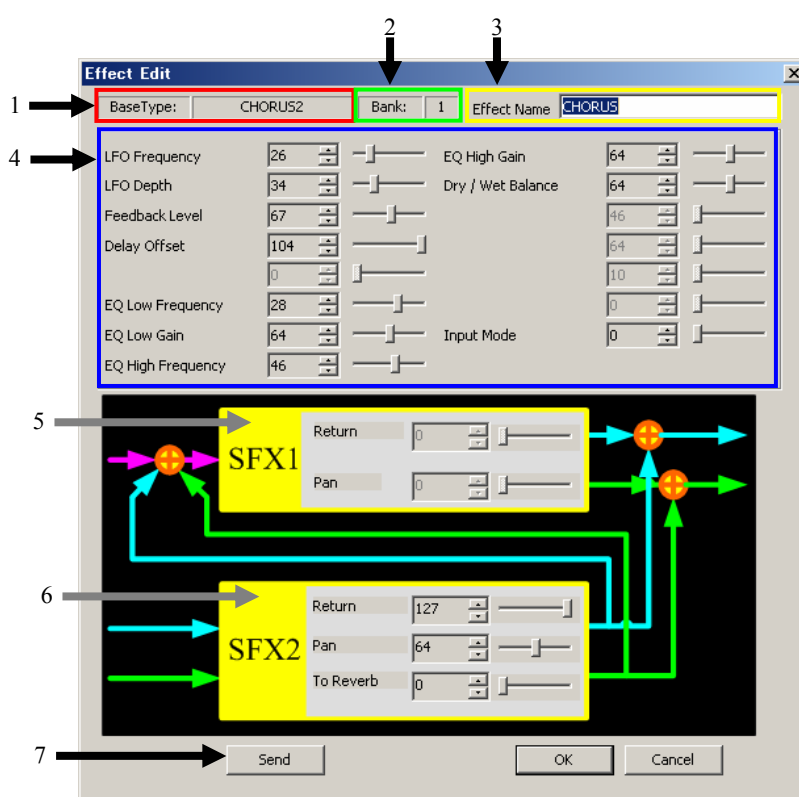 2
3
Effect Edit
1
BaseType: CHORUS2 Bank: 1 Effect Name CHORUS
4
LFO Frequency 26 EQ High Gain 64
LFO Depth 34 Dry / Wet Balance 64
Feedback Level 67 46
Delay Offset 104 64
0 10
EQ Low Frequency 28 0
EQ Low Gain 64 Input Mode 0
EQ High Frequency 46
5
SFX1
Return 0
Pan 0
6
SFX2
Return 127
Pan 64
To Reverb 0
7
Send OK Cancel